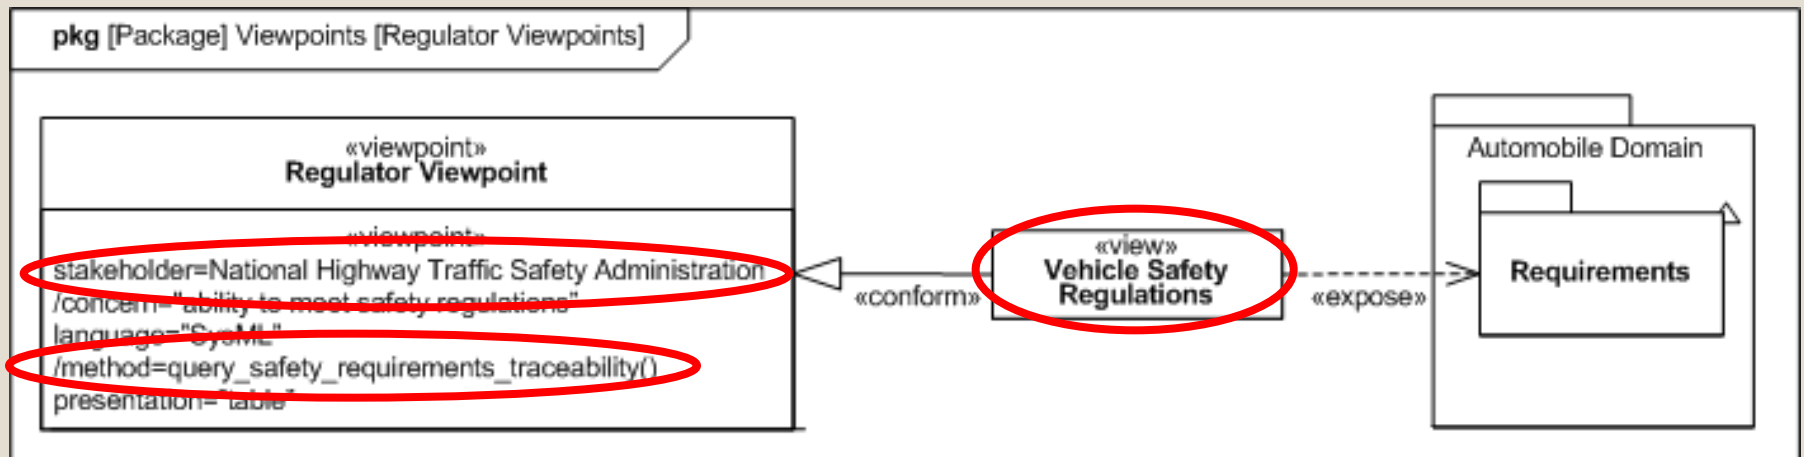 pkg [Package] Viewpoints [Regulator Viewpoints]
«viewpoint»
Regulator Viewpoint
«viewpoint»
stakeholder=National Highway Traffic Safety Administration
/concern="ability to meet safety regulations"
language="SysML"
/method=query_safety_requirements_traceability()
presentation="table"
«conform»
«view»
Vehicle Safety
Regulations
«expose»
Automobile Domain
Requirements